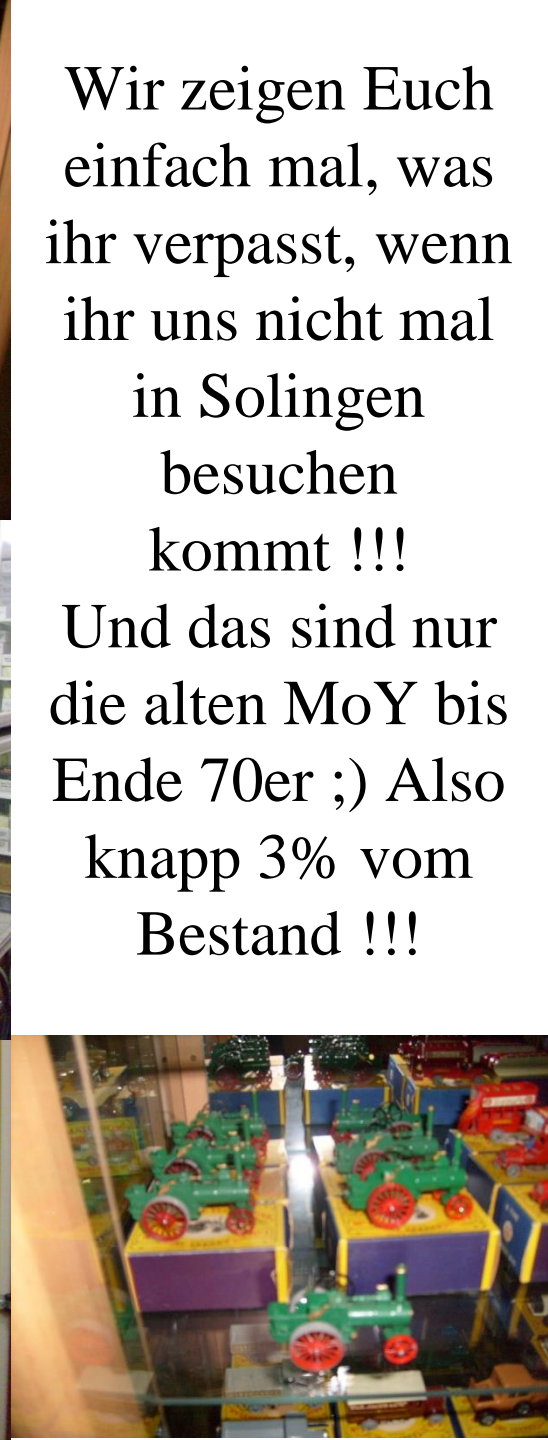 Wir zeigen Euch
einfach mal, was
ihr verpasst, wenn
ihr uns nicht mal
in Solingen
besuchen
kommt !!!
Und das sind nur
die alten MoY bis
Ende 70er ;) Also
knapp 3% vom
Bestand !!!